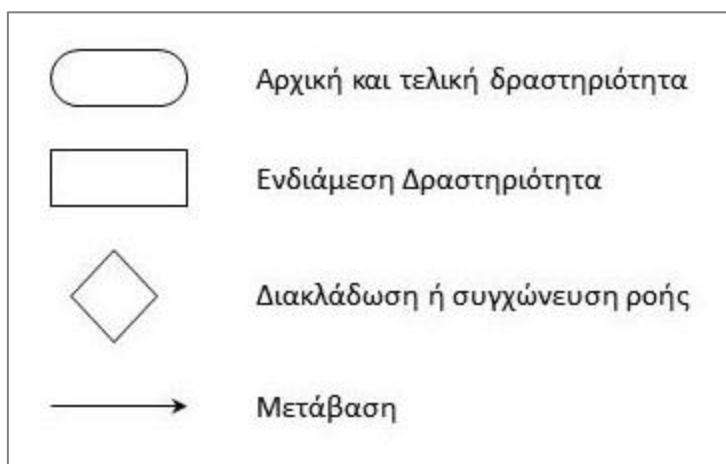 Αρχική και τελική δραστηριότητα
Ενδιάμεση Δραστηριότητα
Διακλάδωση ή συγχώνευση ροής
Μετάβαση